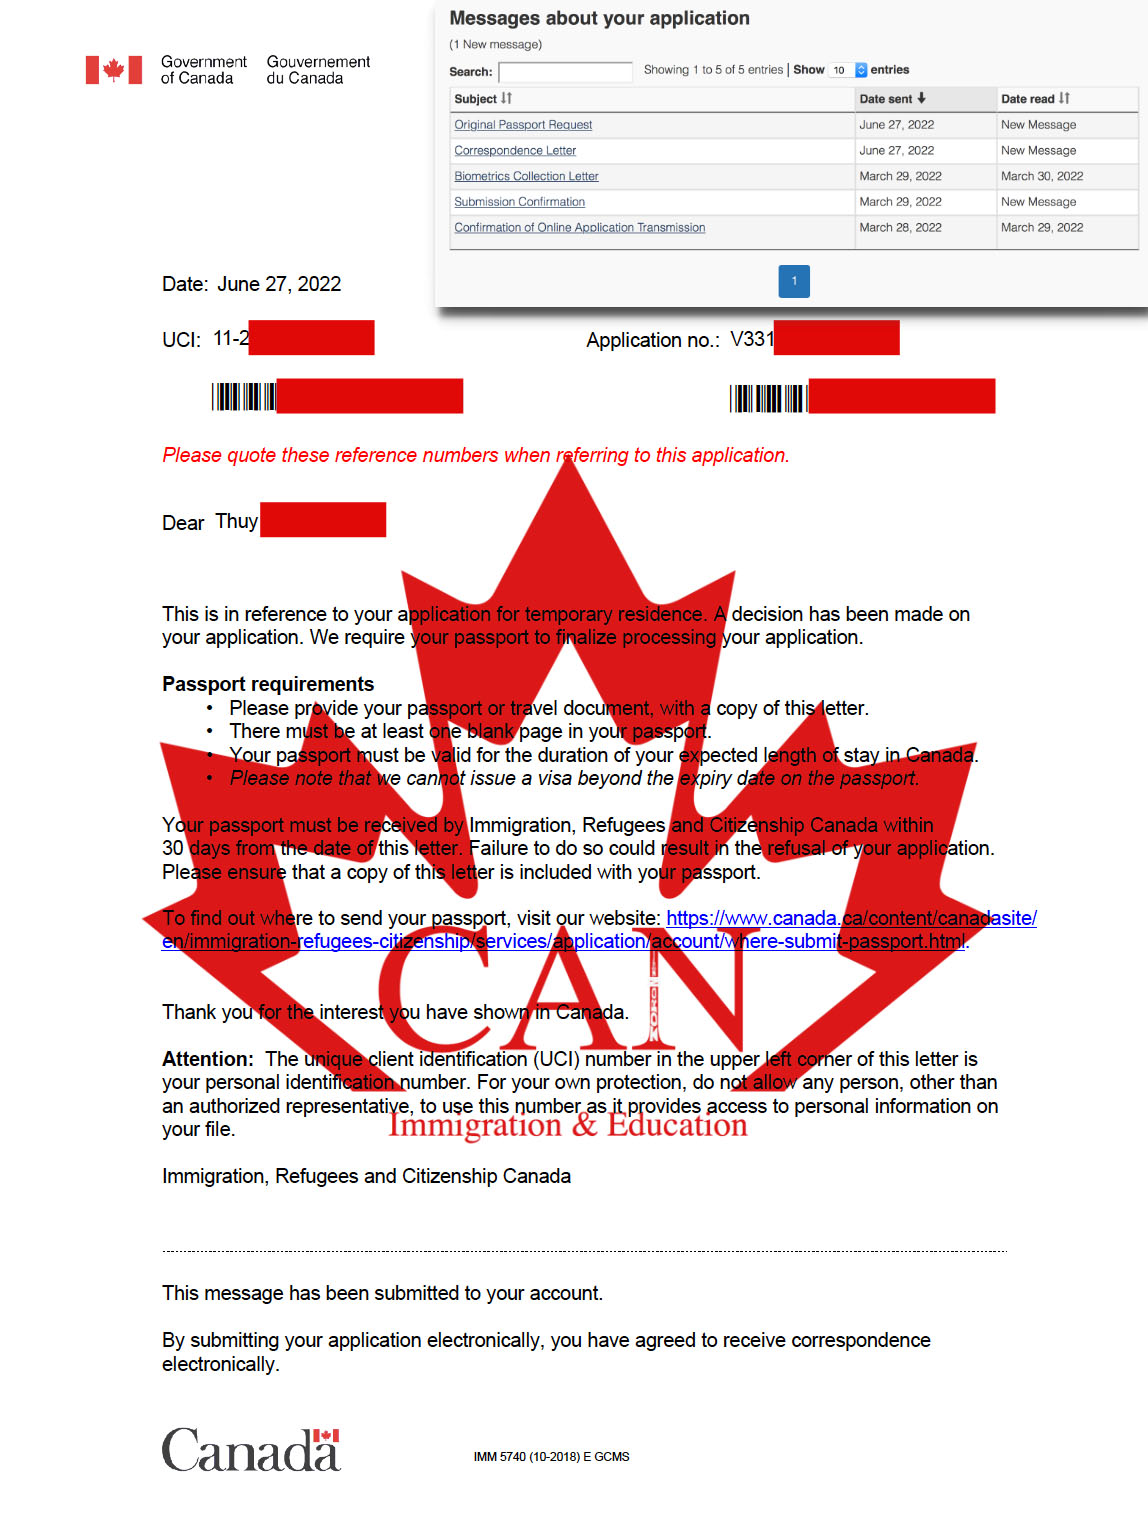 Messages about your application
(1 New message)
Search: Showing 1 to 5 of 5 entries | Show 10 entries
Subject Date sent Date read
Original Passport Request June 27, 2022 New Message
Correspondence Letter June 27, 2022 New Message
Biometrics Collection Letter March 29, 2022 March 30, 2022
Submission Confirmation March 29, 2022 New Message
Confirmation of Online Application Transmission March 28, 2022 March 29, 2022
1
Government Gouvernement
of Canada du Canada
Date: June 27, 2022
UCI: 11-2 Application no.: V331
Please quote these reference numbers when referring to this application.
Dear Thuy
This is in reference to your application for temporary residence. A decision has been made on
your application. We require your passport to finalize processing your application.
Passport requirements
• Please provide your passport or travel document, with a copy of this letter.
• There must be at least one blank page in your passport.
• Your passport must be valid for the duration of your expected length of stay in Canada.
• Please note that we cannot issue a visa beyond the expiry date on the passport.
Your passport must be received by Immigration, Refugees and Citizenship Canada within
30 days from the date of this letter. Failure to do so could result in the refusal of your application.
Please ensure that a copy of this letter is included with your passport.
To find out where to send your passport, visit our website: https://www.canada.ca/content/canadasite/
en/immigration-refugees-citizenship/services/application/account/where-submit-passport.html.
CAN
Thank you for the interest you have shown in Canada.
Attention: The unique client identification (UCI) number in the upper left corner of this letter is
your personal identification number. For your own protection, do not allow any person, other than
an authorized representative, to use this number as it provides access to personal information on
your file.
Immigration & Education
Immigration, Refugees and Citizenship Canada
This message has been submitted to your account.
By submitting your application electronically, you have agreed to receive correspondence
electronically.
Canada
IMM 5740 (10-2018) E GCMS